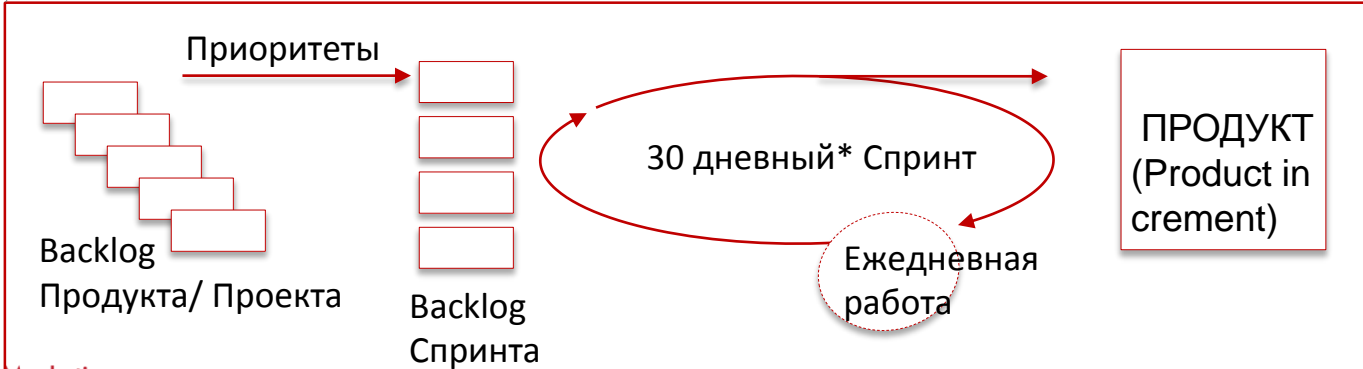 Приоритеты
Backlog
Продукта/ Проекта
Backlog
Спринта
30 дневный* Спринт
Ежедневная
работа
ПРОДУКТ
(Product in
crement)